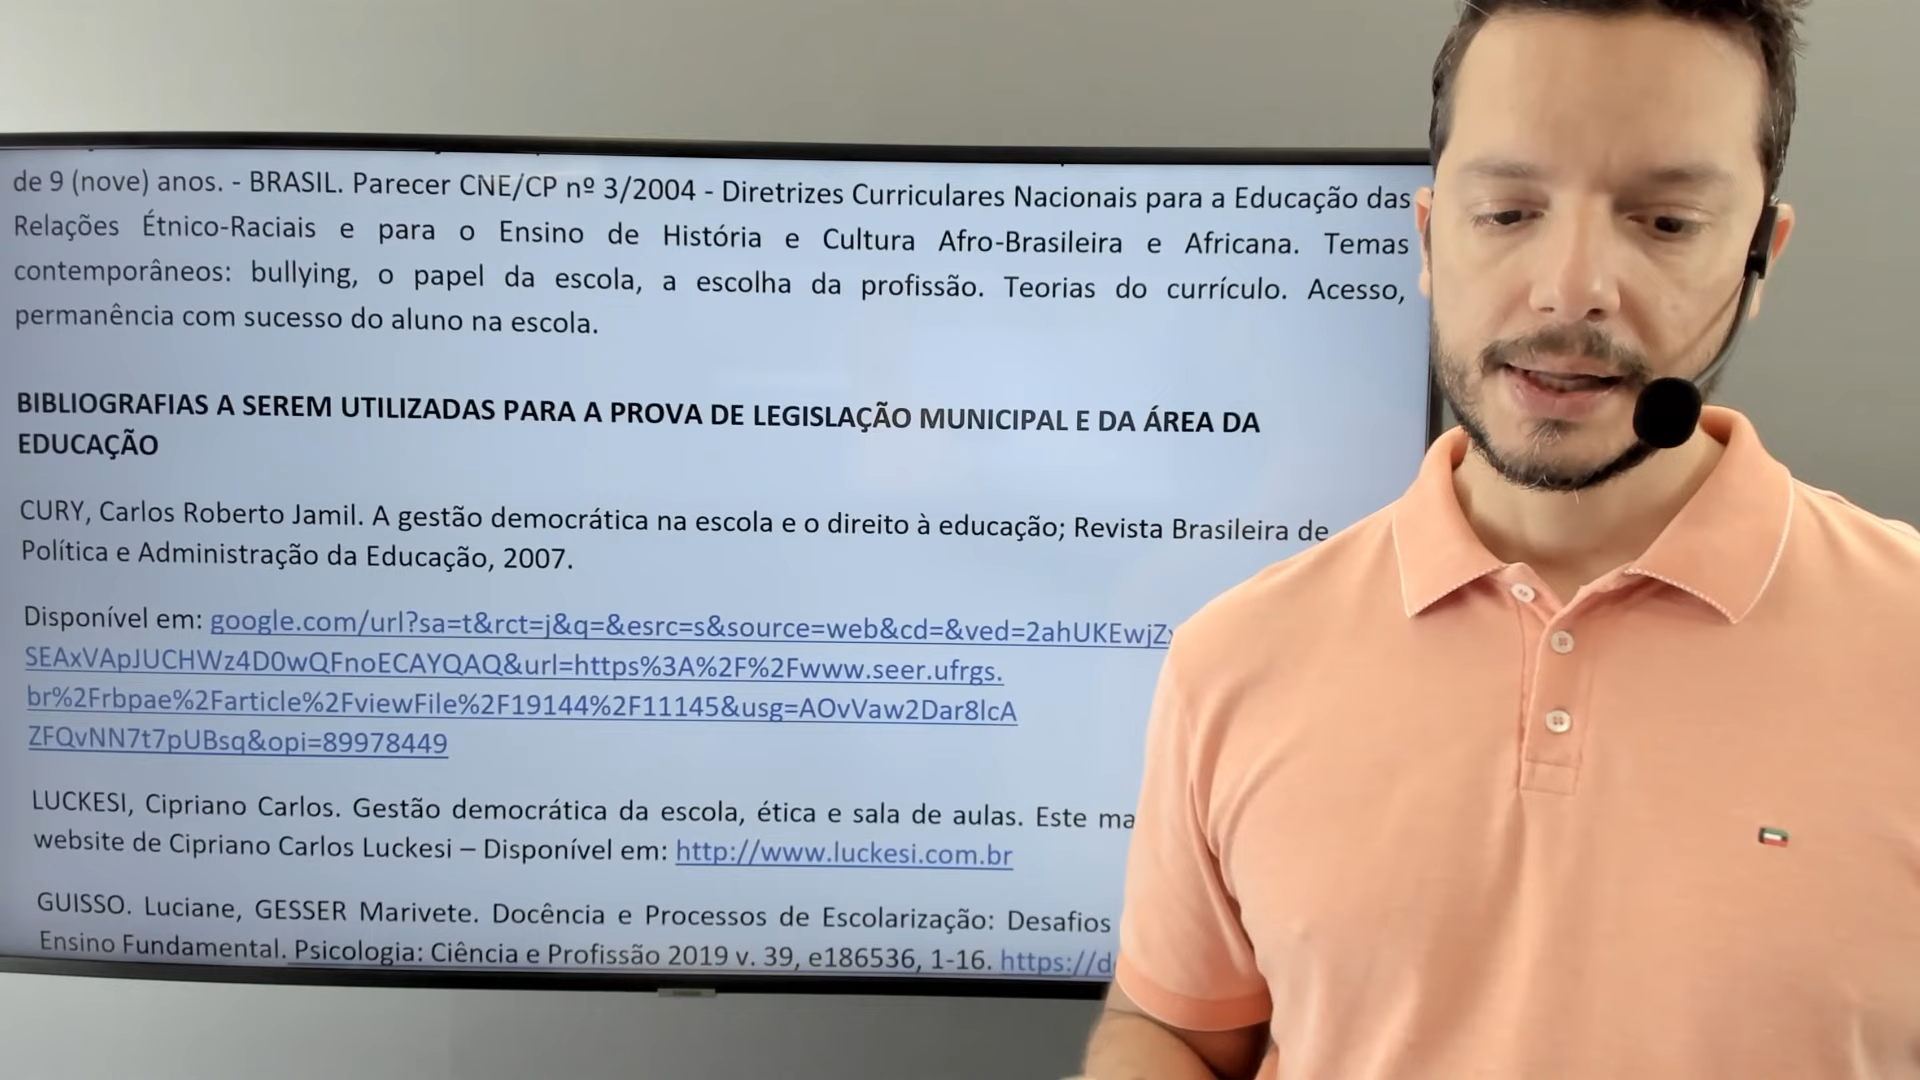 de 9 (nove) anos. - BRASIL. Parecer CNE/CP nº 3/2004 - Diretrizes Curriculares Nacionais para a Educação das
Relações Étnico-Raciais e para o Ensino de História e Cultura Afro-Brasileira e Africana. Temas
contemporâneos: bullying, o papel da escola, a escolha da profissão. Teorias do currículo. Acesso,
permanência com sucesso do aluno na escola.
BIBLIOGRAFIAS A SEREM UTILIZADAS PARA A PROVA DE LEGISLAÇÃO MUNICIPAL E DA ÁREA DA
EDUCAÇÃO
CURY, Carlos Roberto Jamil. A gestão democrática na escola e o direito à educação; Revista Brasileira de
Política e Administração da Educação, 2007.
Disponível em: google.com/url?sa=t&rct=j&q=&esrc=s&source=web&cd=&ved=2ahUKEwjZ
SEAxVApJUCHWz4D0wQFnoECAYQAQ&url=https%3A%2F%2Fwww.seer.ufrgs.
br%2Frbpae%2Farticle%2FviewFile%2F19144%2F11145&usg=AOvVaw2Dar8lcA
ZFQvNN7t7pUBsq&opi=89978449
LUCKESI, Cipriano Carlos. Gestão democrática da escola, ética e sala de aulas. Este ma
website de Cipriano Carlos Luckesi – Disponível em: http://www.luckesi.com.br
GUISSO. Luciane, GESSER Marivete. Docência e Processos de Escolarização: Desafios
Ensino Fundamental. Psicologia: Ciência e Profissão 2019 v. 39, e186536, 1-16. https://d